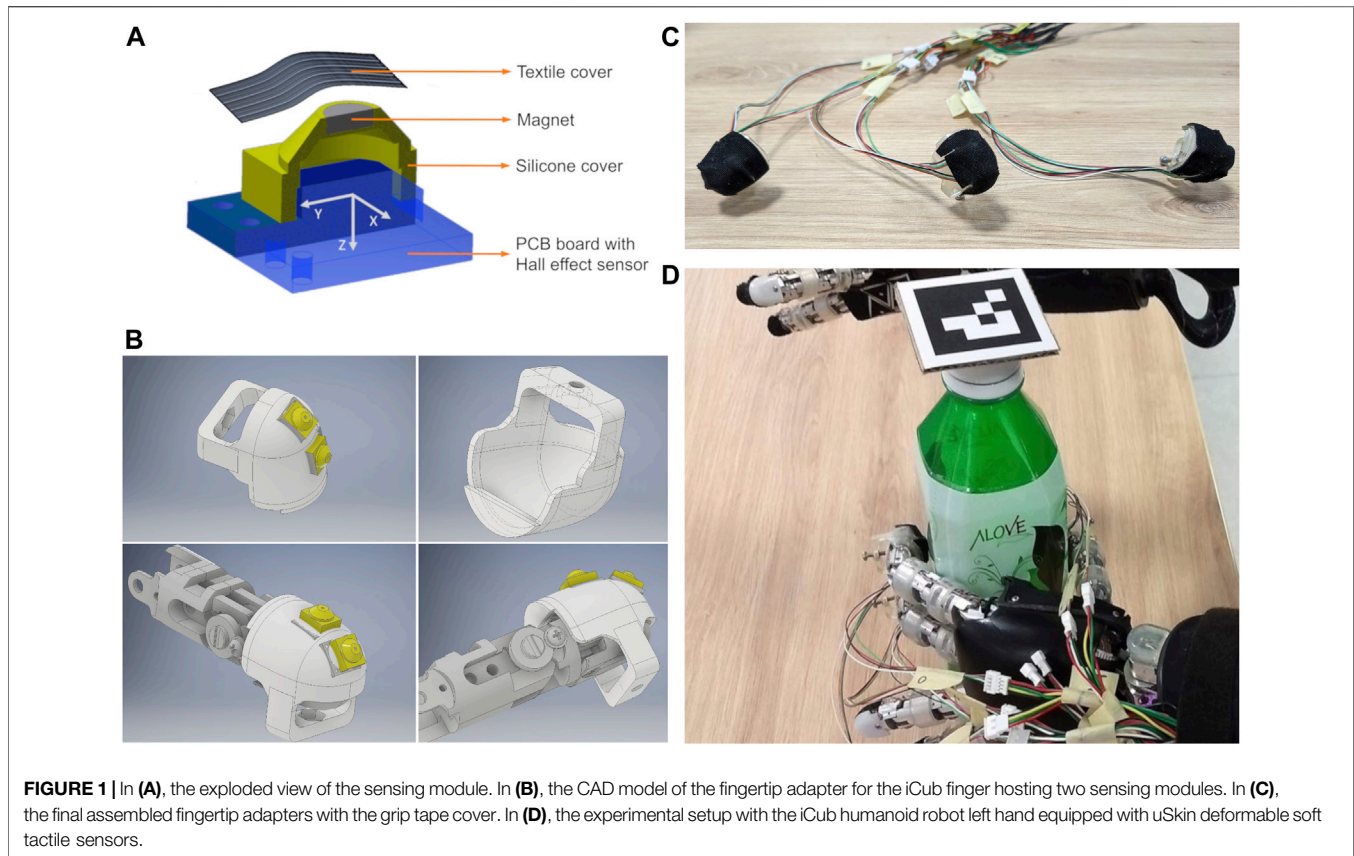 A
Textile cover
Magnet
Silicone cover
Y
X
Z
PCB board with
Hall effect sensor
B
C
D
ALOVE
FIGURE 1 | In (A), the exploded view of the sensing module. In (B), the CAD model of the fingertip adapter for the iCub finger hosting two sensing modules. In (C),
the final assembled fingertip adapters with the grip tape cover. In (D), the experimental setup with the iCub humanoid robot left hand equipped with uSkin deformable soft
tactile sensors.